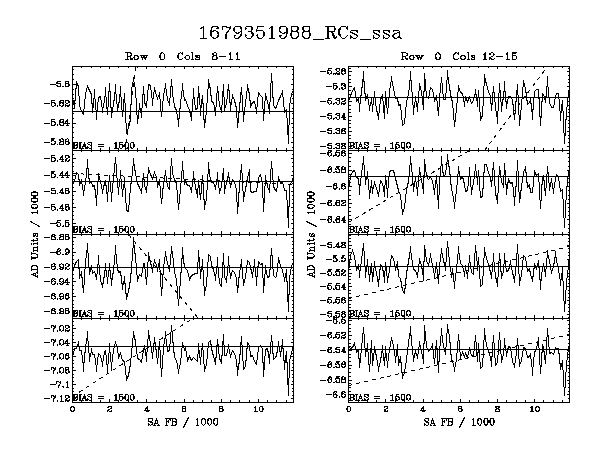 1679351988_RCs_ssa
Row 0 Cols 8-11
Row 0 Cols 12-15
-5.8
-5.82
-5.84
-5.86
BIAS = 1500
-5.42
-5.44
-5.46
-5.48
-5.5
BIAS = 1500
-6.88
-6.9
-6.92
-6.94
-6.96
-6.98
BIAS = 1500
-7.02
-7.04
-7.06
-7.08
-7.1
-7.12
BIAS = 1500
0 2 4 6 8 10
SA FB / 1000
AD Units / 1000
-5.28
-5.3
-5.32
-5.34
-5.36
-5.38
BIAS = 1500
-6.56
-6.58
-6.6
-6.62
-6.64
BIAS = 1500
-5.48
-5.5
-5.52
-5.54
-5.56
BIAS = 1500
-6.5
-6.52
-6.54
-6.56
-6.58
-6.6
BIAS = 1500
0 2 4 6 8 10
SA FB / 1000
AD Units / 1000